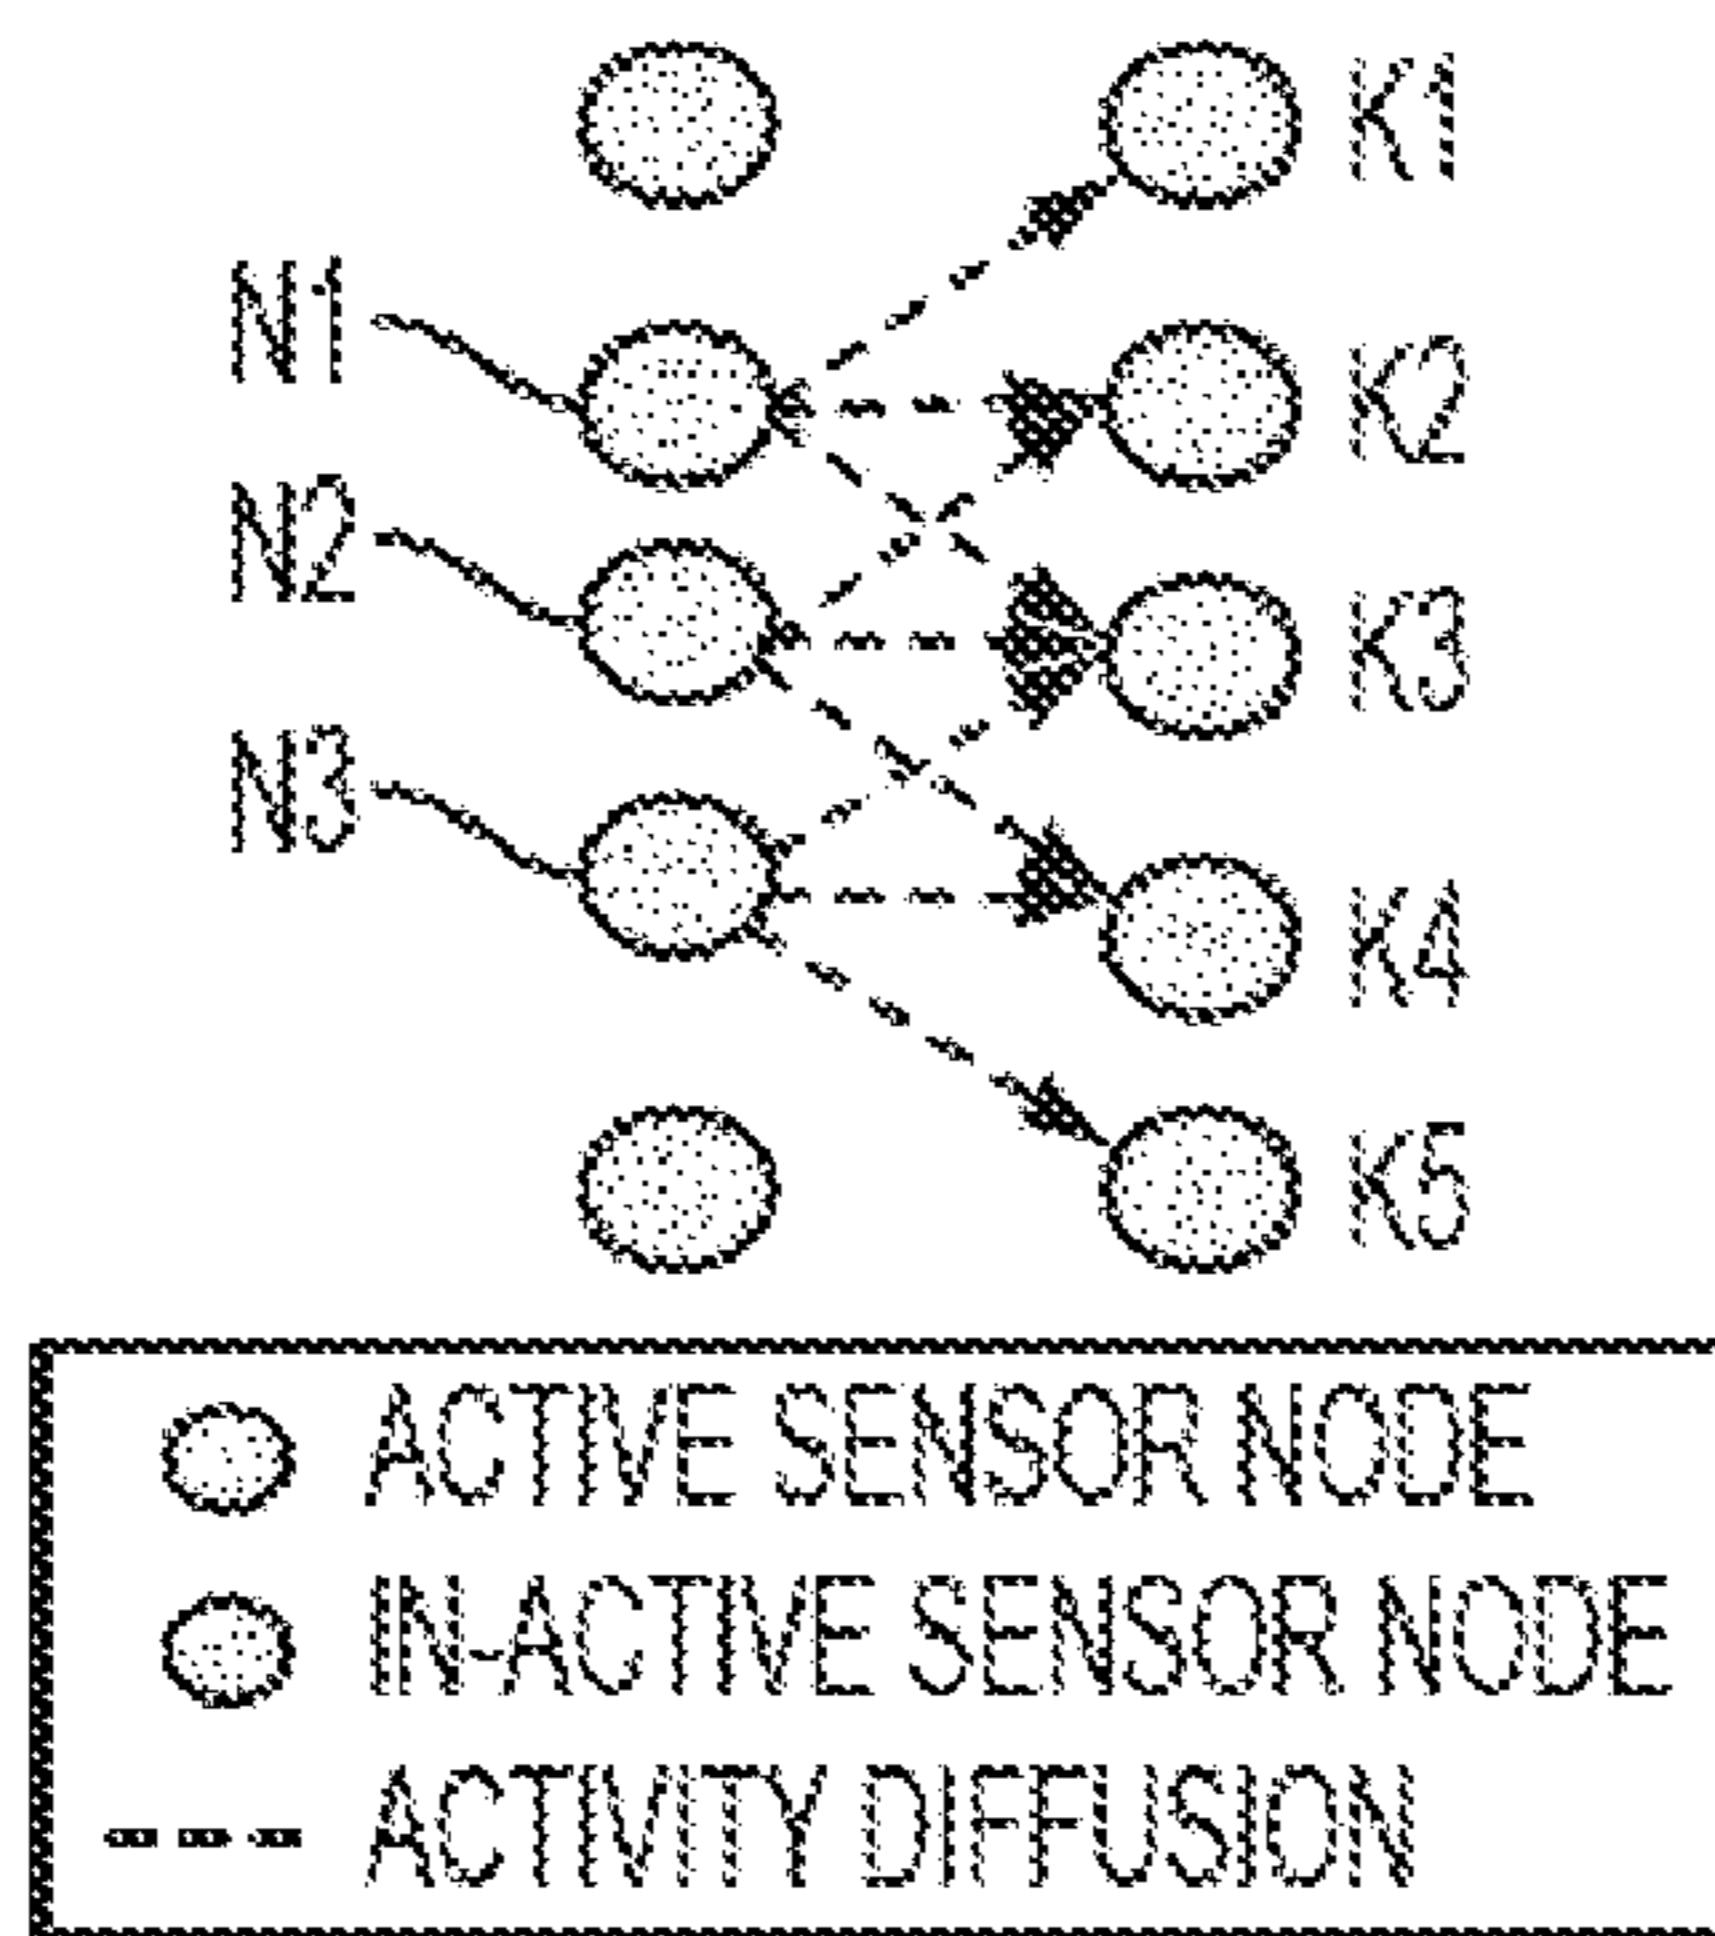 K1
N1
K2
N2
K3
N3
K4
K5
ACTIVE SENSOR NODE
IN-ACTIVE SENSOR NODE
ACTIVITY DIFFUSION